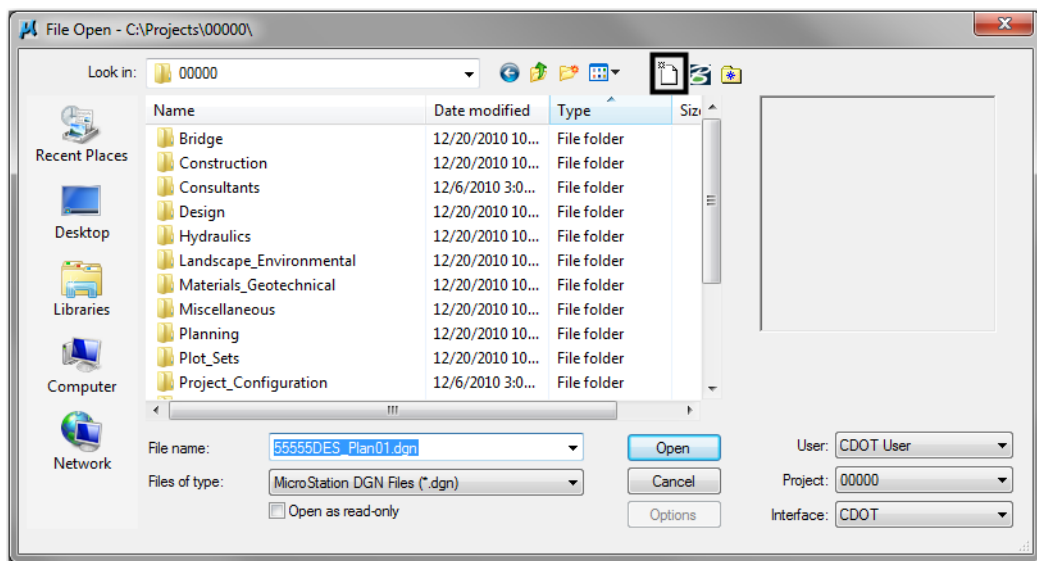 File Open - C:\Projects\00000\
Look in: 00000
Name Date modified Type Siz
Bridge 12/20/2010 10... File folder
Construction 12/20/2010 10... File folder
Consultants 12/6/2010 3:0... File folder
Design 12/20/2010 10... File folder
Hydraulics 12/20/2010 10... File folder
Landscape_Environmental 12/20/2010 10... File folder
Materials_Geotechnical 12/20/2010 10... File folder
Miscellaneous 12/20/2010 10... File folder
Planning 12/20/2010 10... File folder
Plot_Sets 12/20/2010 10... File folder
Project_Configuration 12/6/2010 3:0... File folder
Recent Places
Desktop
Libraries
Computer
Network
File name: 55555DES_Plan01.dgn Open
Files of type: MicroStation DGN Files (*.dgn) Cancel
Open as read-only Options
User: CDOT User
Project: 00000
Interface: CDOT